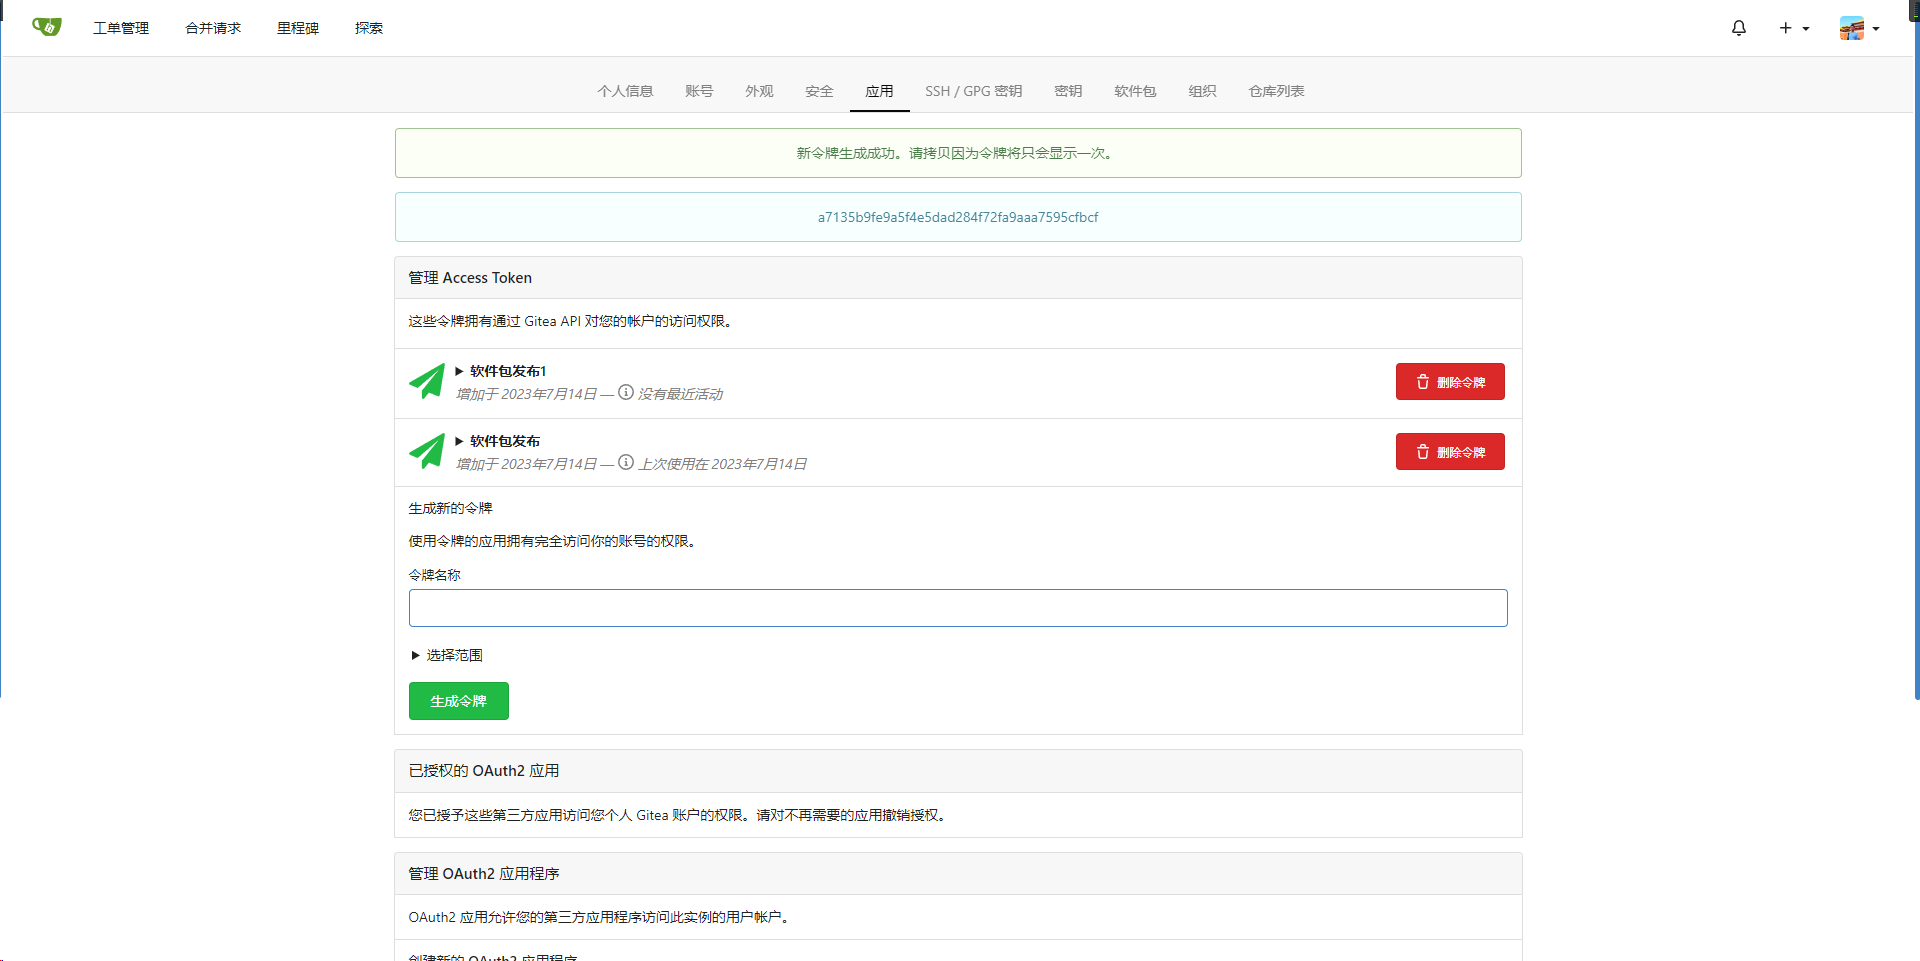 工单管理 合并请求 里程碑 探索
个人信息 账号 外观 安全 应用 SSH / GPG 密钥 密钥 软件包 组织 仓库列表
新令牌生成成功。请拷贝因为令牌将只会显示一次。
a7135b9fe9a5f4e5dad284f72fa9aaa7595cfbcf
管理 Access Token
这些令牌拥有通过 Gitea API 对您的帐户的访问权限。
软件包发布1
增加于 2023年7月14日 — 没有最近活动
删除令牌
软件包发布
增加于 2023年7月14日 — 上次使用在 2023年7月14日
删除令牌
生成新的令牌
使用令牌的应用拥有完全访问你的账号的权限。
令牌名称
选择范围
生成令牌
已授权的 OAuth2 应用
您已授予这些第三方应用访问您个人 Gitea 账户的权限。请对不再需要的应用撤销授权。
管理 OAuth2 应用程序
OAuth2 应用允许您的第三方应用程序访问此实例的用户帐户。
创建新的 OAuth2 应用程序